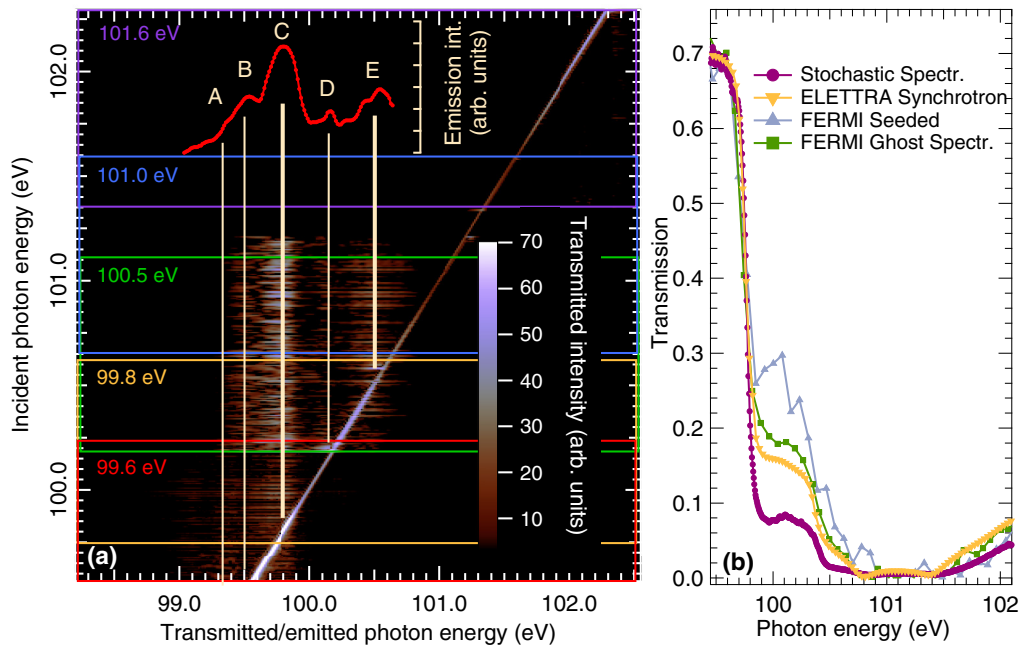 101.6 eV
A
B
C
D
E
Emission int.
(arb. units)
101.0 eV
100.5 eV
99.8 eV
99.6 eV
Transmitted intensity (arb. units)
70
60
50
40
30
20
10
(a)
Incident photon energy (eV)
102.0
101.0
100.0
99.0
100.0
101.0
102.0
Transmitted/emitted photon energy (eV)
Stochastic Spectr.
ELETTRA Synchrotron
FERMI Seeded
FERMI Ghost Spectr.
Transmission
0.7
0.6
0.5
0.4
0.3
0.2
0.1
0.0
(b)
100
101
102
Photon energy (eV)